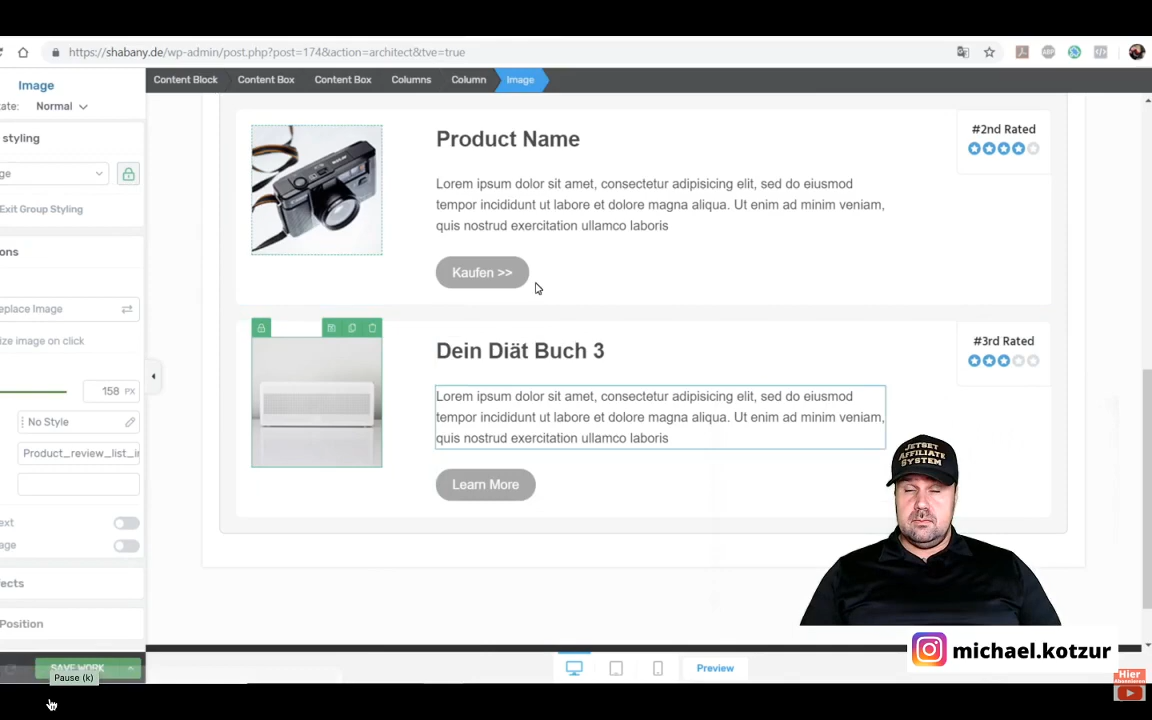 https://shabany.de/wp-admin/post.php?post=174&action=architect&tve=true
Image
ate: Normal
styling
ge
Exit Group Styling
ons
eplace Image
ize image on click
158 PX
No Style
Product_review_list_i
ext
age
fects
Position
SAVE WORK
Pause (k)
Content Block Content Box Content Box Columns Column Image
Product Name
#2nd Rated
Lorem ipsum dolor sit amet, consectetur adipisicing elit, sed do eiusmod
tempor incididunt ut labore et dolore magna aliqua. Ut enim ad minim veniam,
quis nostrud exercitation ullamco laboris
Kaufen >>
Dein Diät Buch 3
#3rd Rated
Lorem ipsum dolor sit amet, consectetur adipisicing elit, sed do eiusmod
tempor incididunt ut labore et dolore magna aliqua. Ut enim ad minim veniam,
quis nostrud exercitation ullamco laboris
Learn More
JETSET
AFFILIATE
SYSTEM
michael.kotzur
Preview
Hier
Abonnieren